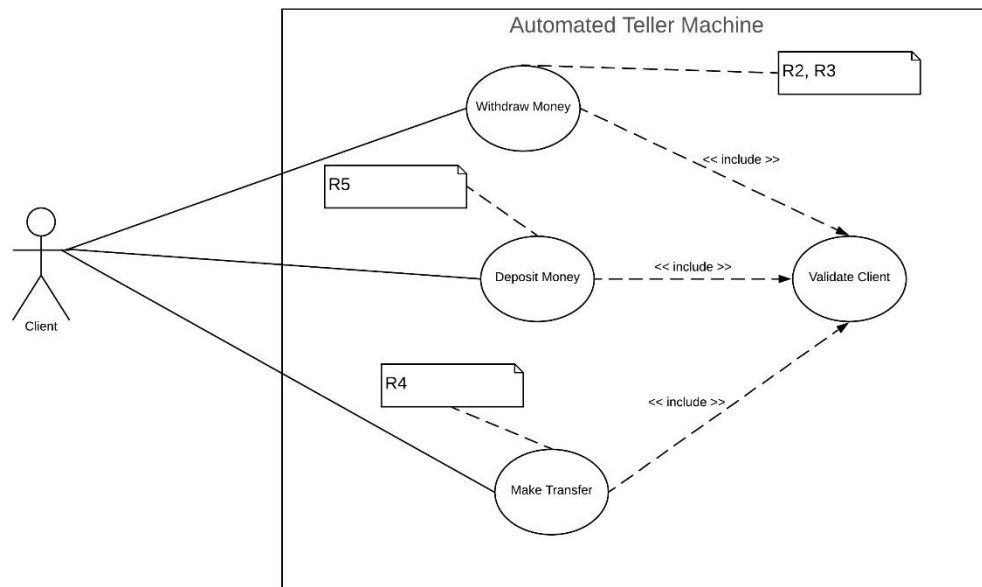 Automated Teller Machine
R2, R3
Withdraw Money
<< include >>
R5
Deposit Money
<< include >>
Validate Client
Client
R4
<< include >>
Make Transfer